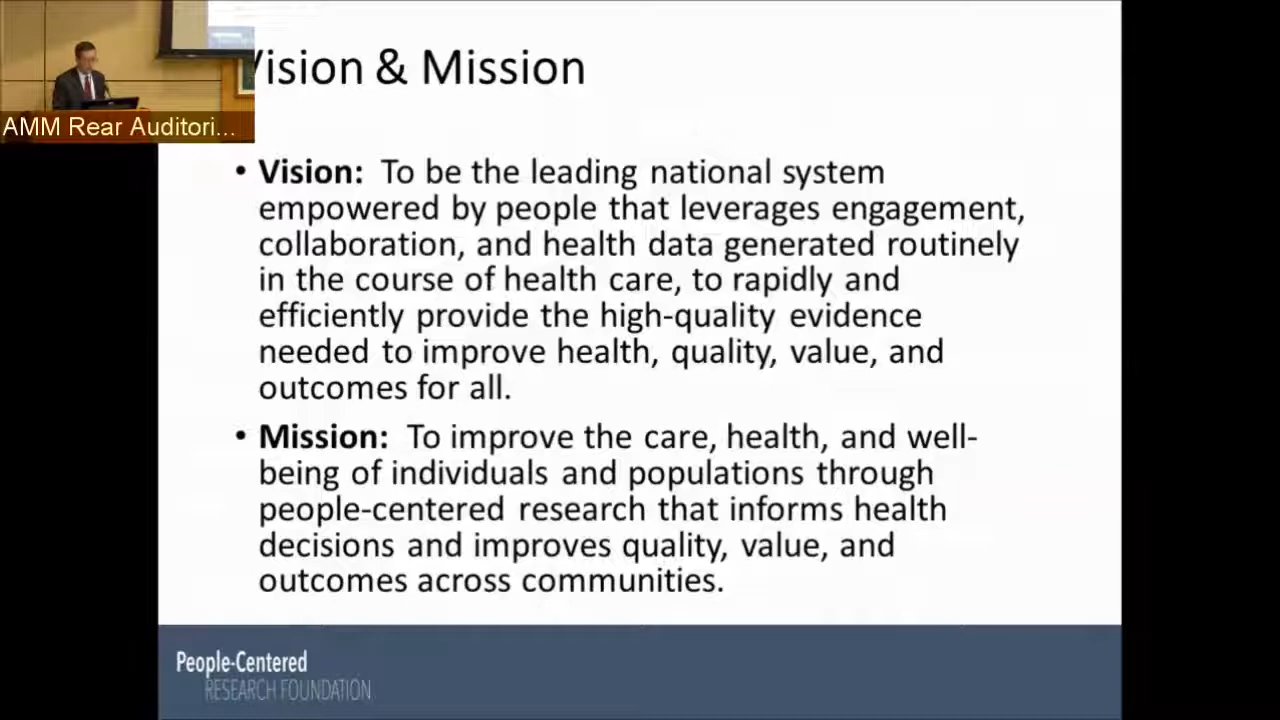 Vision & Mission
AMM Rear Auditori...
• Vision: To be the leading national system
empowered by people that leverages engagement,
collaboration, and health data generated routinely
in the course of health care, to rapidly and
efficiently provide the high-quality evidence
needed to improve health, quality, value, and
outcomes for all.
• Mission: To improve the care, health, and well-
being of individuals and populations through
people-centered research that informs health
decisions and improves quality, value, and
outcomes across communities.
People-Centered
RESEARCH FOUNDATION